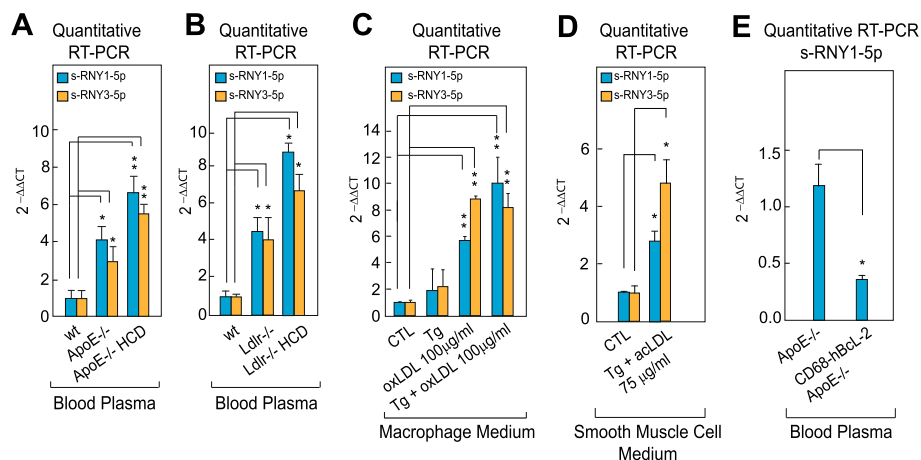 A
Quantitative
RT-PCR
s-RNY1-5p
s-RNY3-5p
2 −ΔΔCT
10
8
6
4
2
0
*
*
* *
* *
wt
ApoE-/-
ApoE-/- HCD
Blood Plasma
B
Quantitative
RT-PCR
s-RNY1-5p
s-RNY3-5p
2 −ΔΔCT
10
8
6
4
2
0
*
*
*
*
wt
Ldlr-/-
Ldlr-/- HCD
Blood Plasma
C
Quantitative
RT-PCR
s-RNY1-5p
s-RNY3-5p
2 −ΔΔCT
14
12
10
8
6
4
2
0
* *
* *
* *
* *
CTL
Tg
oxLDL 100μg/ml
Tg + oxLDL 100μg/ml
Macrophage Medium
D
Quantitative
RT-PCR
s-RNY1-5p
s-RNY3-5p
2 −ΔΔCT
6
4
2
0
*
*
CTL
Tg + acLDL
75 μg/ml
Smooth Muscle Cell
Medium
E
Quantitative RT-PCR
s-RNY1-5p
2 −ΔΔCT
1.5
1.0
0.5
0.0
*
ApoE-/-
CD68-hBcL-2
ApoE-/-
Blood Plasma